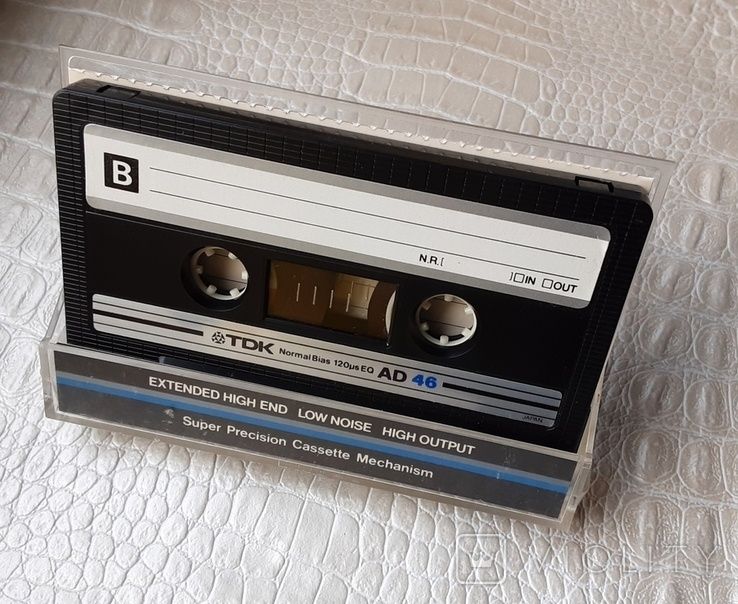 B
N.R.[ ]□IN □OUT
TDK Normal Bias 120µs EQ AD 46
JAPAN
EXTENDED HIGH END LOW NOISE HIGH OUTPUT
Super Precision Cassette Mechanism
VIOLITY